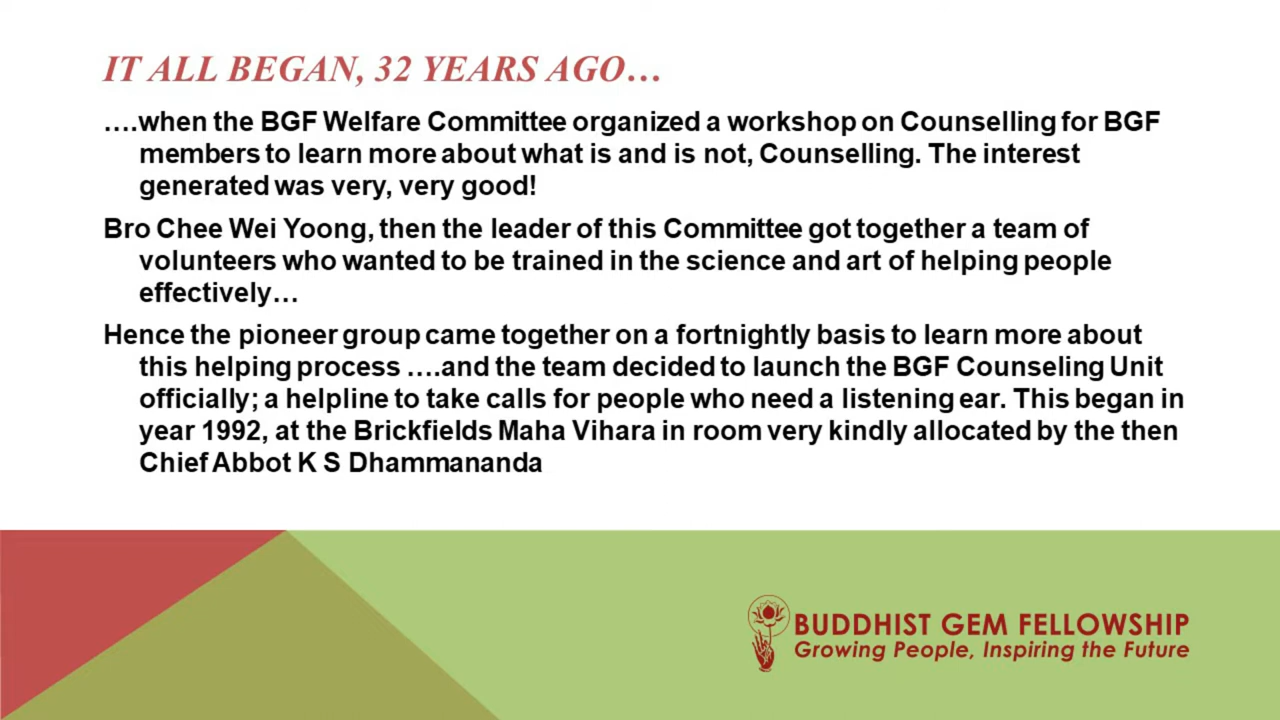 IT ALL BEGAN, 32 YEARS AGO…
….when the BGF Welfare Committee organized a workshop on Counselling for BGF
members to learn more about what is and is not, Counselling. The interest
generated was very, very good!
Bro Chee Wei Yoong, then the leader of this Committee got together a team of
volunteers who wanted to be trained in the science and art of helping people
effectively…
Hence the pioneer group came together on a fortnightly basis to learn more about
this helping process ….and the team decided to launch the BGF Counseling Unit
officially; a helpline to take calls for people who need a listening ear. This began in
year 1992, at the Brickfields Maha Vihara in room very kindly allocated by the then
Chief Abbot K S Dhammananda
BUDDHIST GEM FELLOWSHIP
Growing People, Inspiring the Future